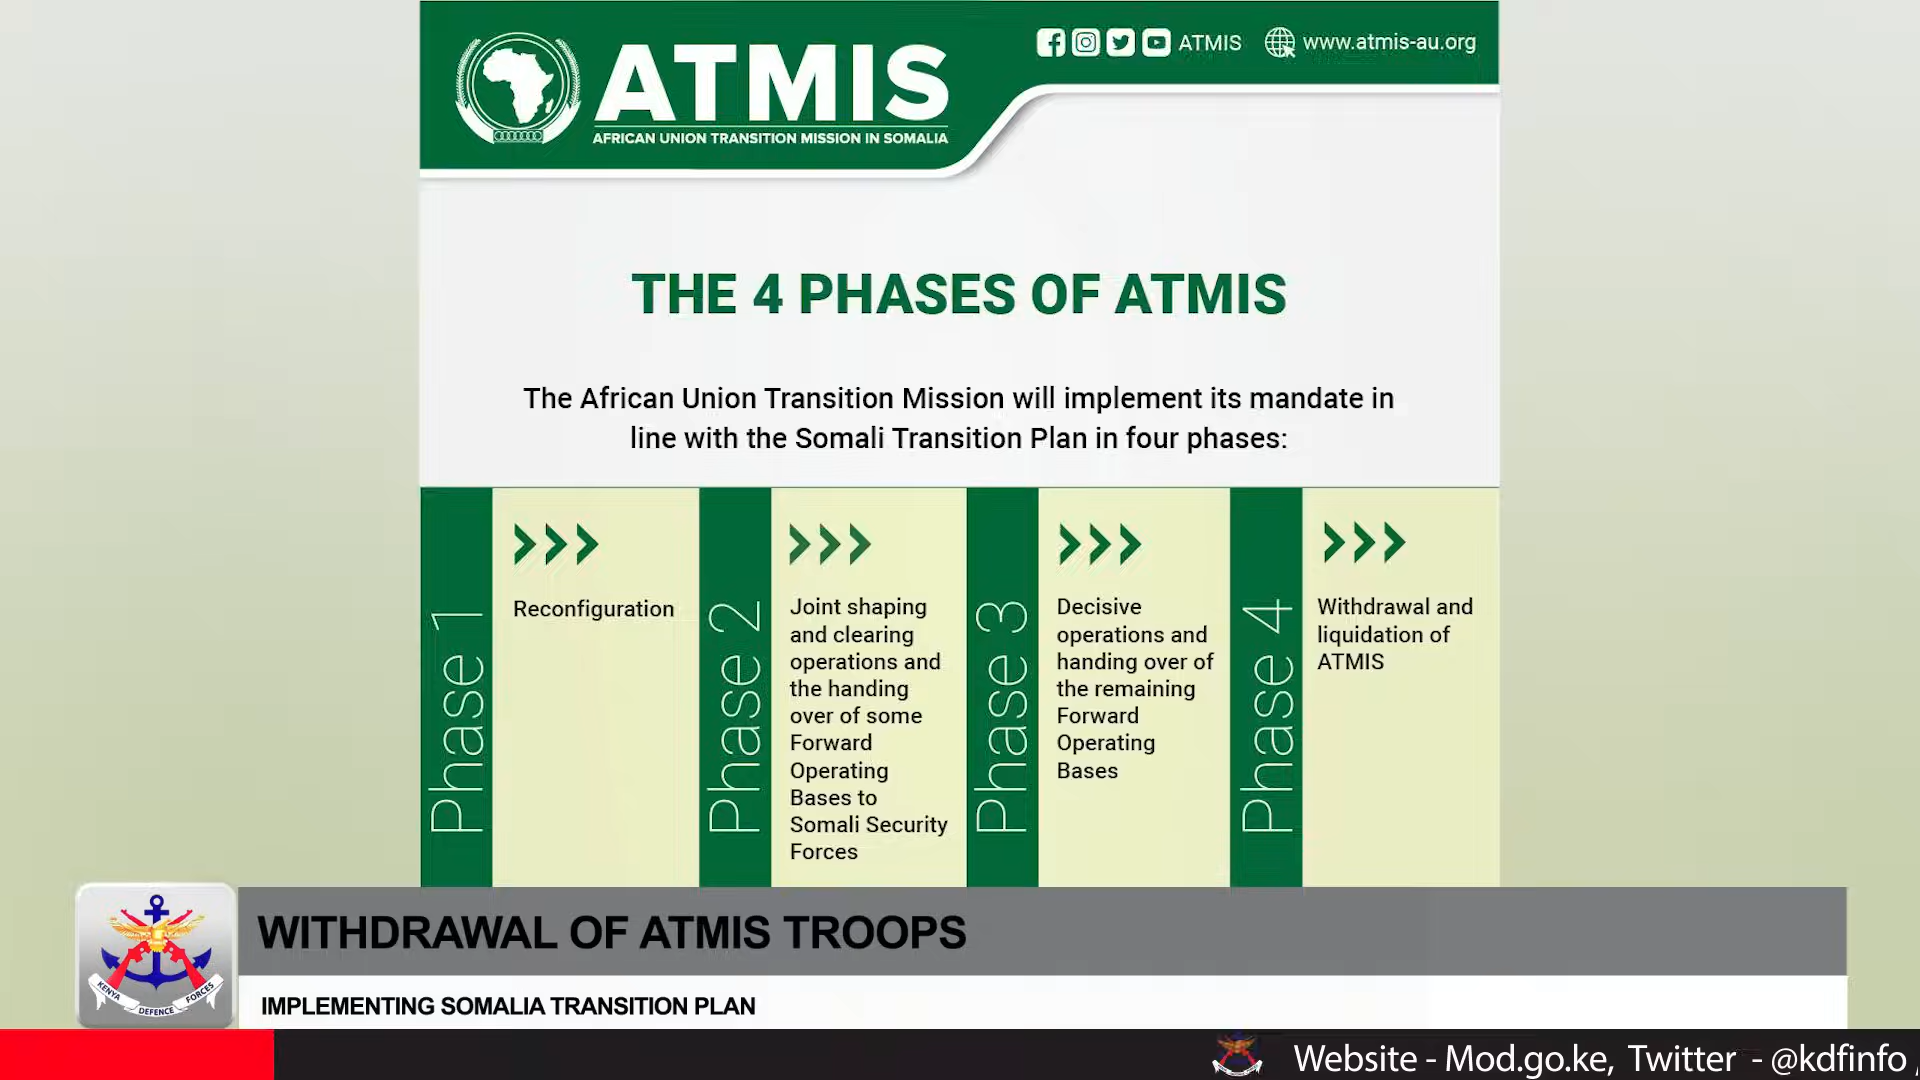 ATMIS
AFRICAN UNION TRANSITION MISSION IN SOMALIA
ATMIS
www.atmis-au.org
THE 4 PHASES OF ATMIS
The African Union Transition Mission will implement its mandate in
line with the Somali Transition Plan in four phases:
Phase 1
Reconfiguration
Phase 2
Joint shaping
and clearing
operations and
the handing
over of some
Forward
Operating
Bases to
Somali Security
Forces
Phase 3
Decisive
operations and
handing over of
the remaining
Forward
Operating
Bases
Phase 4
Withdrawal and
liquidation of
ATMIS
KENYA DEFENCE FORCES
WITHDRAWAL OF ATMIS TROOPS
IMPLEMENTING SOMALIA TRANSITION PLAN
Website - Mod.go.ke, Twitter - @kdfinfo ,